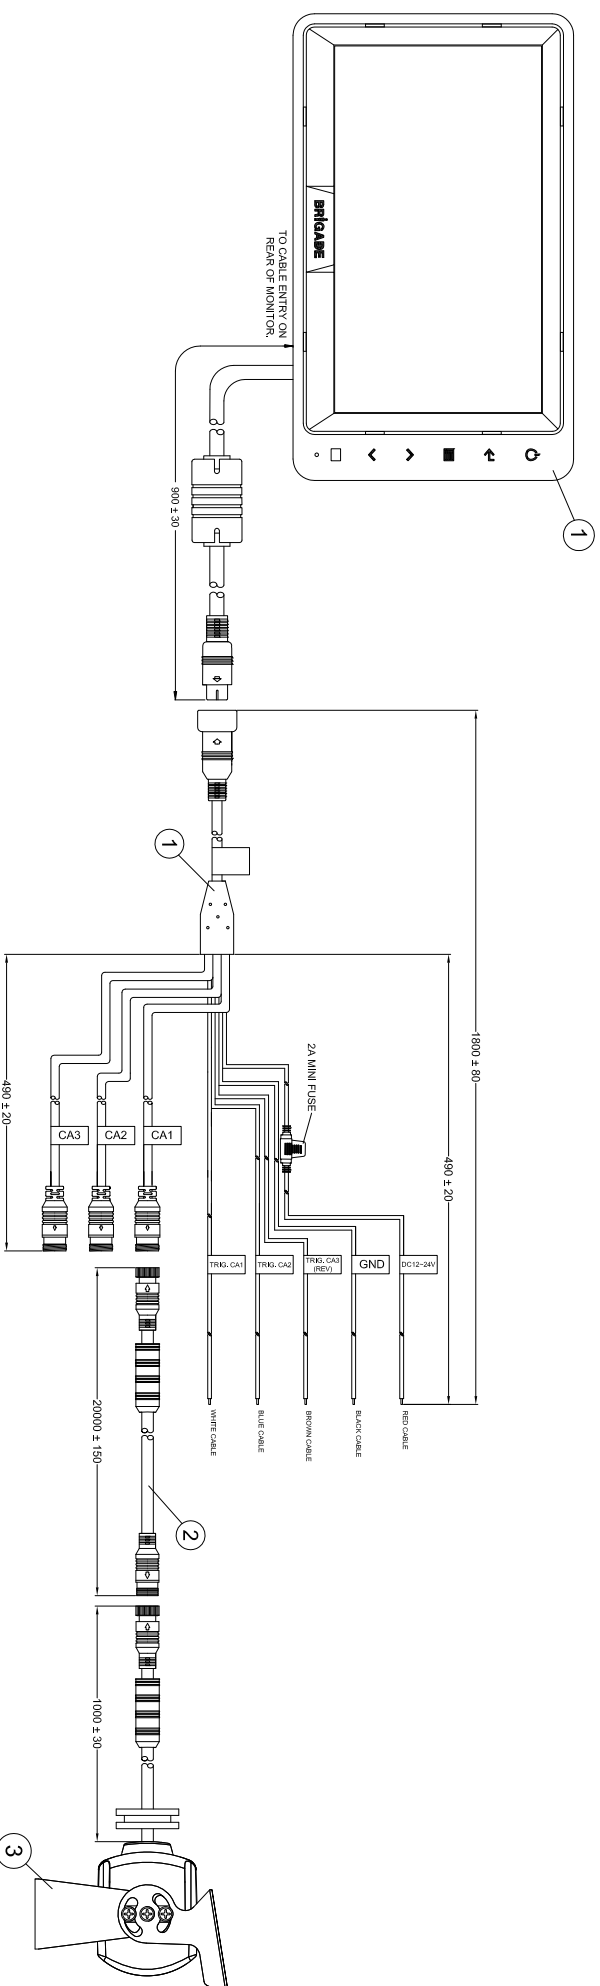 BRIGADE
1
TO CABLE ENTRY ON
REAR OF MONITOR.
900 ± 30
1
1800 ± 80
490 ± 20
490 ± 20
2A MINI FUSE
CA3
CA2
CA1
TRIG. CA1
TRIG. CA2
TRIG. CA3
(REV)
GND
DC12~24V
WHITE CABLE
BLUE CABLE
BROWN CABLE
BLACK CABLE
RED CABLE
20000 ± 150
2
1000 ± 30
3